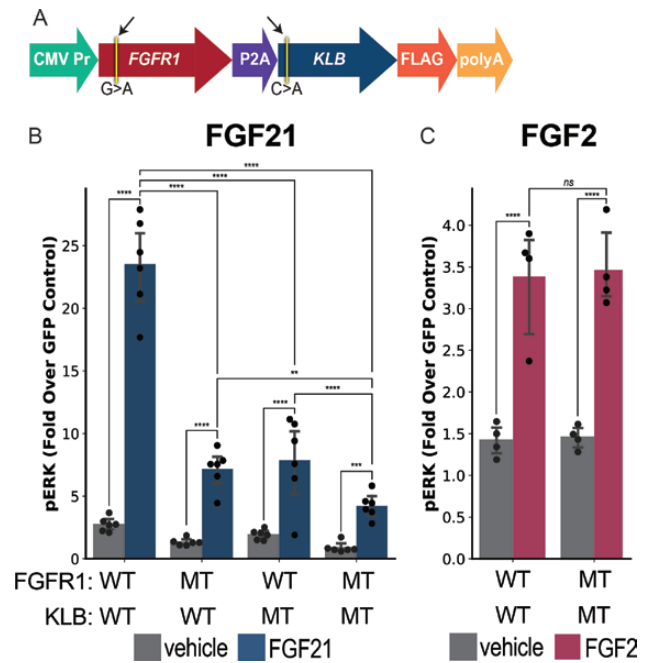 A
CMV Pr FGFR1 P2A KLB FLAG polyA
G>A C>A
B FGF21
pERK (Fold Over GFP Control)
25
20
15
10
5
0
****
****
****
****
****
**
****
****
***
FGFR1: WT MT WT MT
KLB: WT WT MT MT
vehicle FGF21
C FGF2
pERK (Fold Over GFP Control)
4.0
3.5
3.0
2.5
2.0
1.5
1.0
0.5
0.0
ns
****
****
WT MT
WT MT
vehicle FGF2